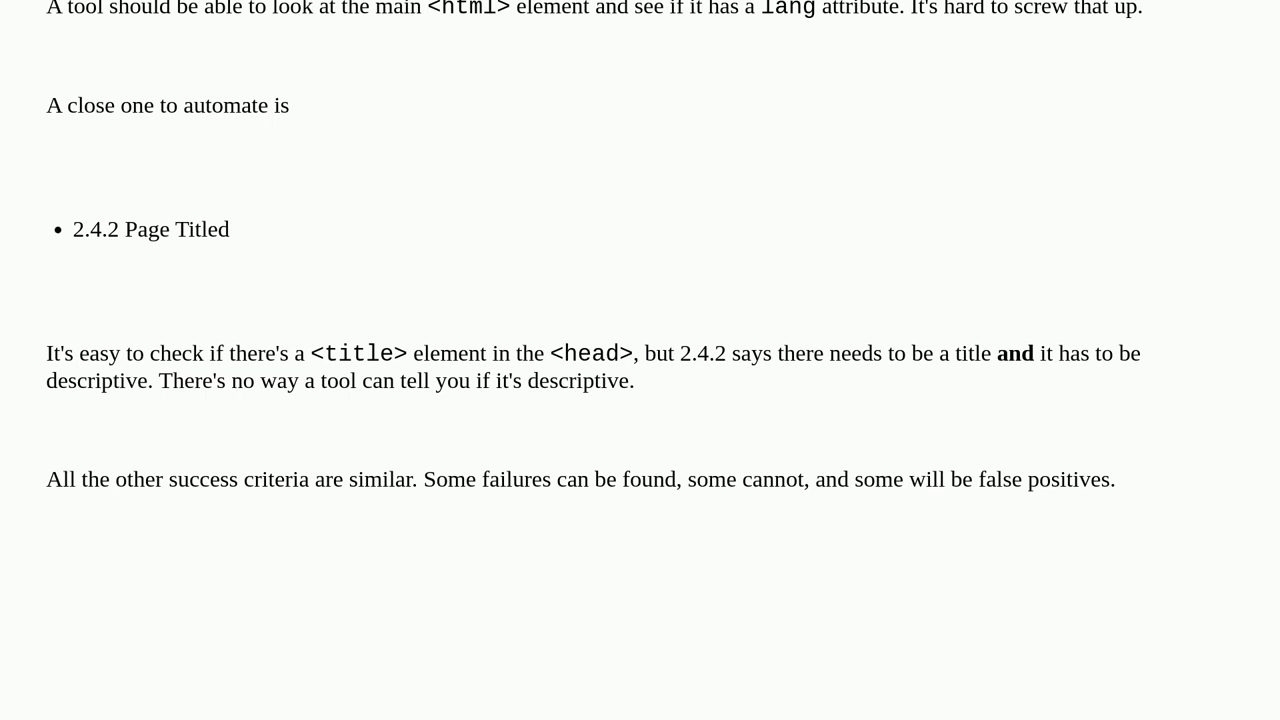 A tool should be able to look at the main <html> element and see if it has a lang attribute. It's hard to screw that up.
A close one to automate is
• 2.4.2 Page Titled
It's easy to check if there's a <title> element in the <head>, but 2.4.2 says there needs to be a title and it has to be
descriptive. There's no way a tool can tell you if it's descriptive.
All the other success criteria are similar. Some failures can be found, some cannot, and some will be false positives.